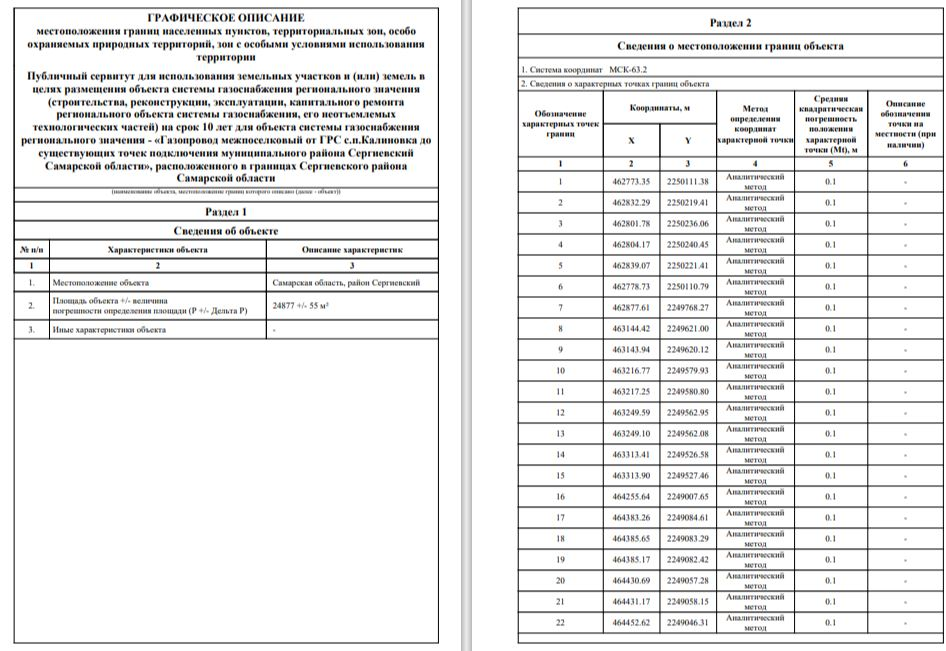 ГРАФИЧЕСКОЕ ОПИСАНИЕ
местоположения границ населенных пунктов, территориальных зон, особо
охраняемых природных территорий, зон с особыми условиями использования
территории
Публичный сервитут для использования земельных участков и (или) земель в
целях размещения объекта системы газоснабжения регионального значения
(строительства, реконструкции, эксплуатации, капитального ремонта
регионального объекта системы газоснабжения, его неотъемлемых
технологических частей) на срок 10 лет для объекта системы газоснабжения
регионального значения - «Газопровод межпоселковый от ГРС с.п.Калиновка до
существующих точек подключения муниципального района Сергиевский
Самарской области», расположенного в границах Сергиевского района
Самарской области
(наименование объекта, местоположение границ которого описано (далее - объект))
Раздел 1
Сведения об объекте
№ п/п Характеристики объекта Описание характеристик
1 2 3
1. Местоположение объекта Самарская область, район Сергиевский
2. Площадь объекта +/- величина
погрешности определения площади (Р +/- Дельта Р) 24877 +/- 55 м²
3. Иные характеристики объекта -
Раздел 2
Сведения о местоположении границ объекта
1. Система координат МСК-63.2
2. Сведения о характерных точках границ объекта
Обозначение
характерных точек
границ
Координаты, м
X Y
Метод
определения
координат
характерной точки
Средняя
квадратическая
погрешность
положения
характерной
точки (Mt), м
Описание
обозначения
точки на
местности (при
наличии)
1 2 3 4 5 6
1 462773.35 2250111.38 Аналитический метод 0.1 -
2 462832.29 2250219.41 Аналитический метод 0.1 -
3 462801.78 2250236.06 Аналитический метод 0.1 -
4 462804.17 2250240.45 Аналитический метод 0.1 -
5 462839.07 2250221.41 Аналитический метод 0.1 -
6 462778.73 2250110.79 Аналитический метод 0.1 -
7 462877.61 2249768.27 Аналитический метод 0.1 -
8 463144.42 2249621.00 Аналитический метод 0.1 -
9 463143.94 2249620.12 Аналитический метод 0.1 -
10 463216.77 2249579.93 Аналитический метод 0.1 -
11 463217.25 2249580.80 Аналитический метод 0.1 -
12 463249.59 2249562.95 Аналитический метод 0.1 -
13 463249.10 2249562.08 Аналитический метод 0.1 -
14 463313.41 2249526.58 Аналитический метод 0.1 -
15 463313.90 2249527.46 Аналитический метод 0.1 -
16 464255.64 2249007.65 Аналитический метод 0.1 -
17 464383.26 2249084.61 Аналитический метод 0.1 -
18 464385.65 2249083.29 Аналитический метод 0.1 -
19 464385.17 2249082.42 Аналитический метод 0.1 -
20 464430.69 2249057.28 Аналитический метод 0.1 -
21 464431.17 2249058.15 Аналитический метод 0.1 -
22 464452.62 2249046.31 Аналитический метод 0.1 -